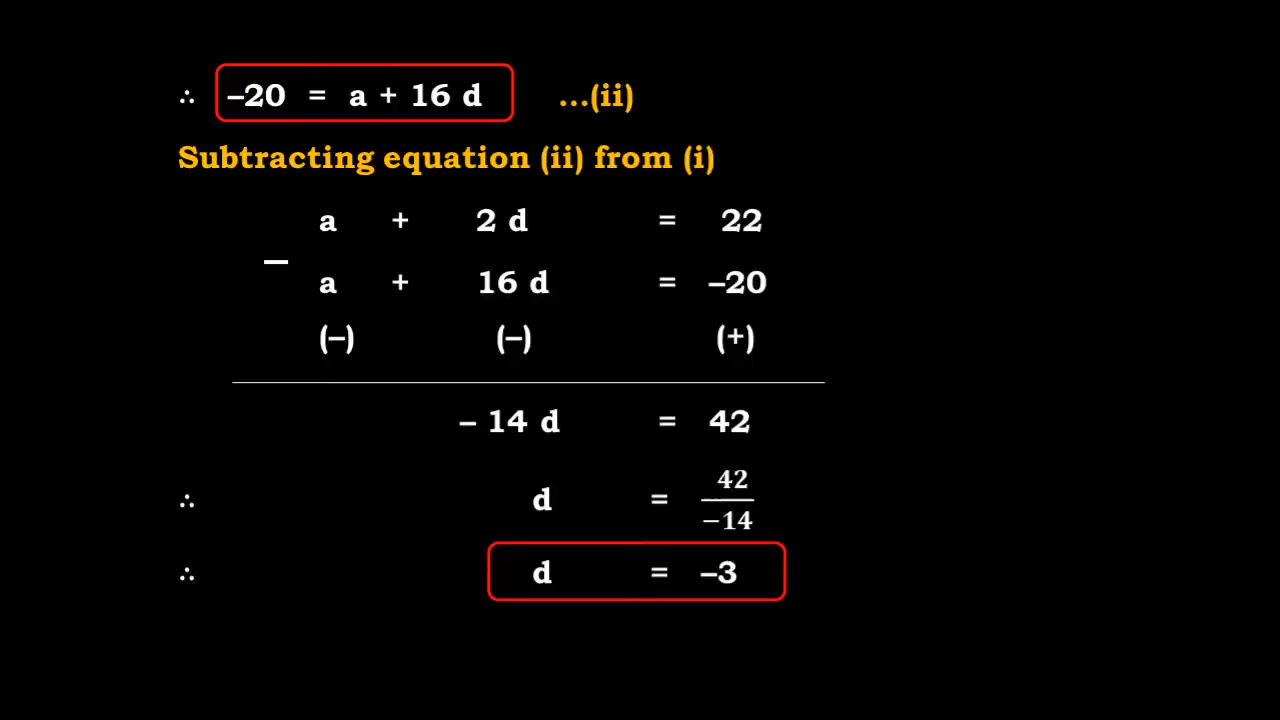 ∴ –20 = a + 16 d ...(ii)
Subtracting equation (ii) from (i)
a + 2 d = 22
–
a + 16 d = –20
(–) (–) (+)
– 14 d = 42
∴ d = 42/−14
∴ d = –3